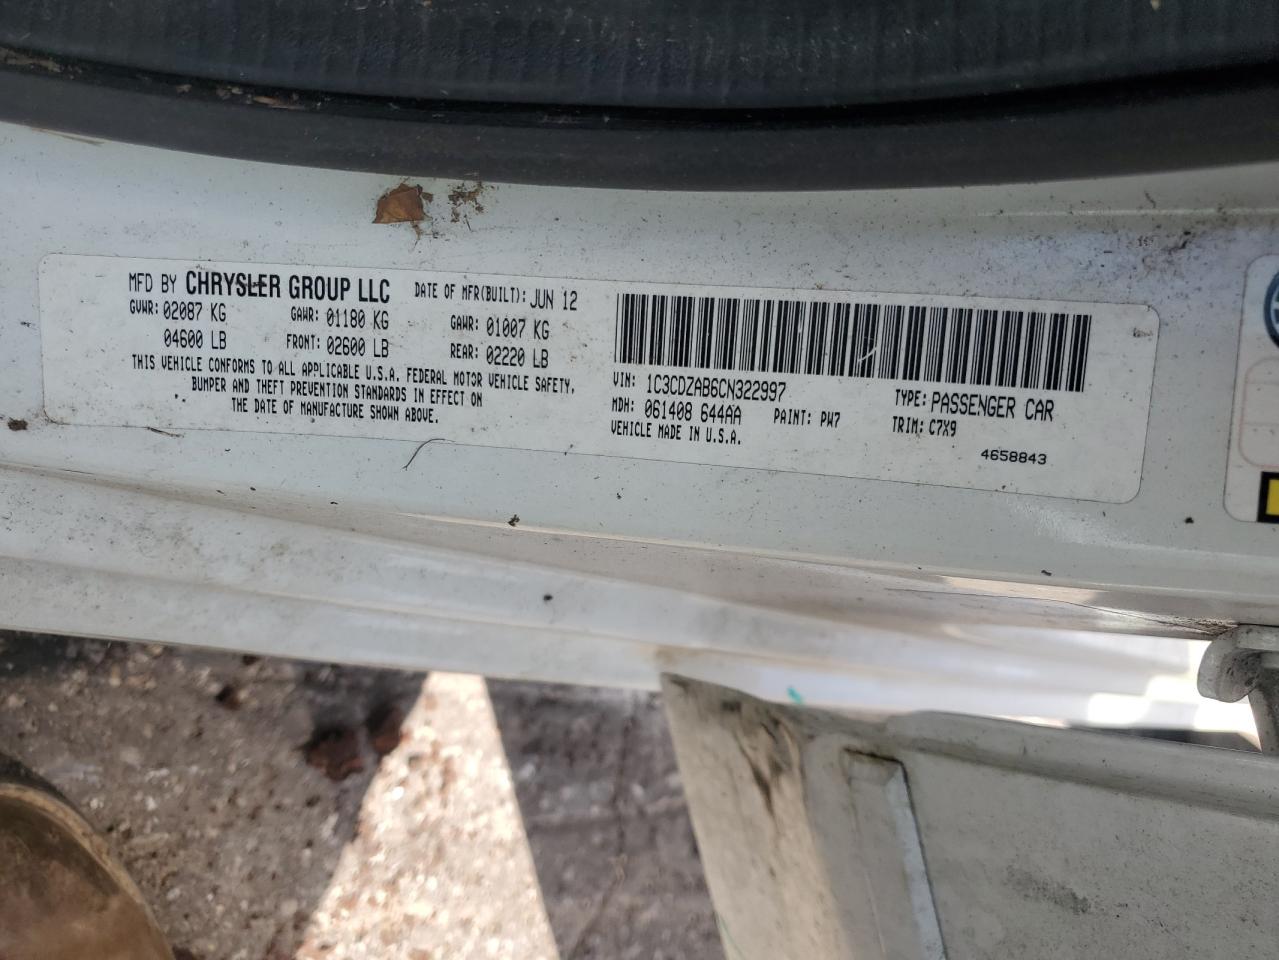 MFD BY CHRYSLER GROUP LLC DATE OF MFR(BUILT): JUN 12
GVWR: 02087 KG GAWR: 01180 KG GAWR: 01007 KG
04600 LB FRONT: 02600 LB REAR: 02220 LB
THIS VEHICLE CONFORMS TO ALL APPLICABLE U.S.A. FEDERAL MOTOR VEHICLE SAFETY,
BUMPER AND THEFT PREVENTION STANDARDS IN EFFECT ON
THE DATE OF MANUFACTURE SHOWN ABOVE.
VIN: 1C3CDZAB6CN322997 TYPE: PASSENGER CAR
MDH: 061408 644AA PAINT: PW7 TRIM: C7X9
VEHICLE MADE IN U.S.A.
4658843